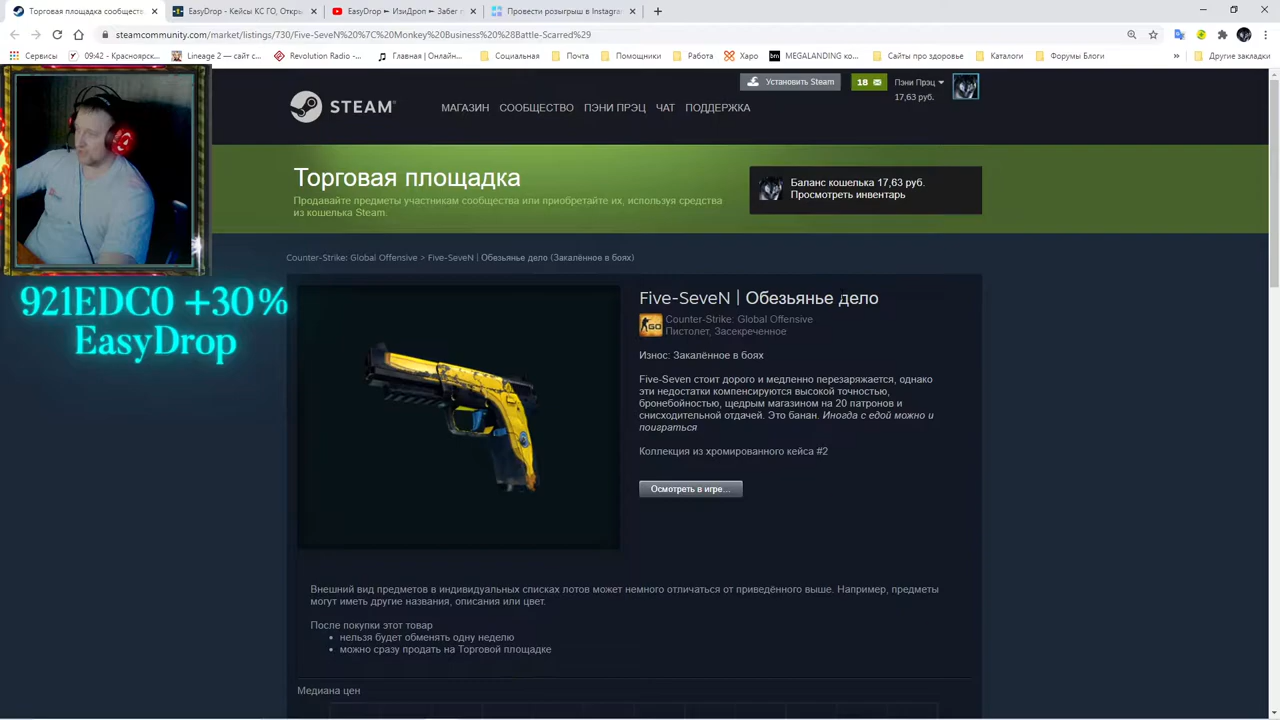 Торговая площадка сообществ
EasyDrop - Кейсы КС ГО, Откры
EasyDrop ► ИзиДроп ► Забег г
Провести розыгрыш в Instagra
steamcommunity.com/market/listings/730/Five-SeveN%20%7C%20Monkey%20Business%20%28Battle-Scarred%29
Сервисы
09:42 – Красноярск...
Lineage 2 — сайт с...
Revolution Radio -...
Главная | Онлайн-...
Социальная
Почты
Помощники
Работа
Харо
MEGALANDING ко...
Сайты про здоровье
Каталоги
Форумы Блоги
»
Другие закладки
Установить Steam
18
Пэни Прэц
17,63 руб.
STEAM
МАГАЗИН СООБЩЕСТВО ПЭНИ ПРЭЦ ЧАТ ПОДДЕРЖКА
Торговая площадка
Продавайте предметы участникам сообщества или приобретайте их, используя средства
из кошелька Steam.
Баланс кошелька 17,63 руб.
Просмотреть инвентарь
Counter-Strike: Global Offensive > Five-SeveN | Обезьянье дело (Закалённое в боях)
921EDC0 +30%
EasyDrop
Five-SeveN | Обезьянье дело
GO
Counter-Strike: Global Offensive
Пистолет, Засекреченное
Износ: Закалённое в боях
Five-Seven стоит дорого и медленно перезаряжается, однако
эти недостатки компенсируются высокой точностью,
бронебойностью, щедрым магазином на 20 патронов и
снисходительной отдачей. Это банан. Иногда с едой можно и
поиграться
Коллекция из хромированного кейса #2
Осмотреть в игре...
Внешний вид предметов в индивидуальных списках лотов может немного отличаться от приведённого выше. Например, предметы
могут иметь другие названия, описания или цвет.
После покупки этот товар
• нельзя будет обменять одну неделю
• можно сразу продать на Торговой площадке
Медиана цен